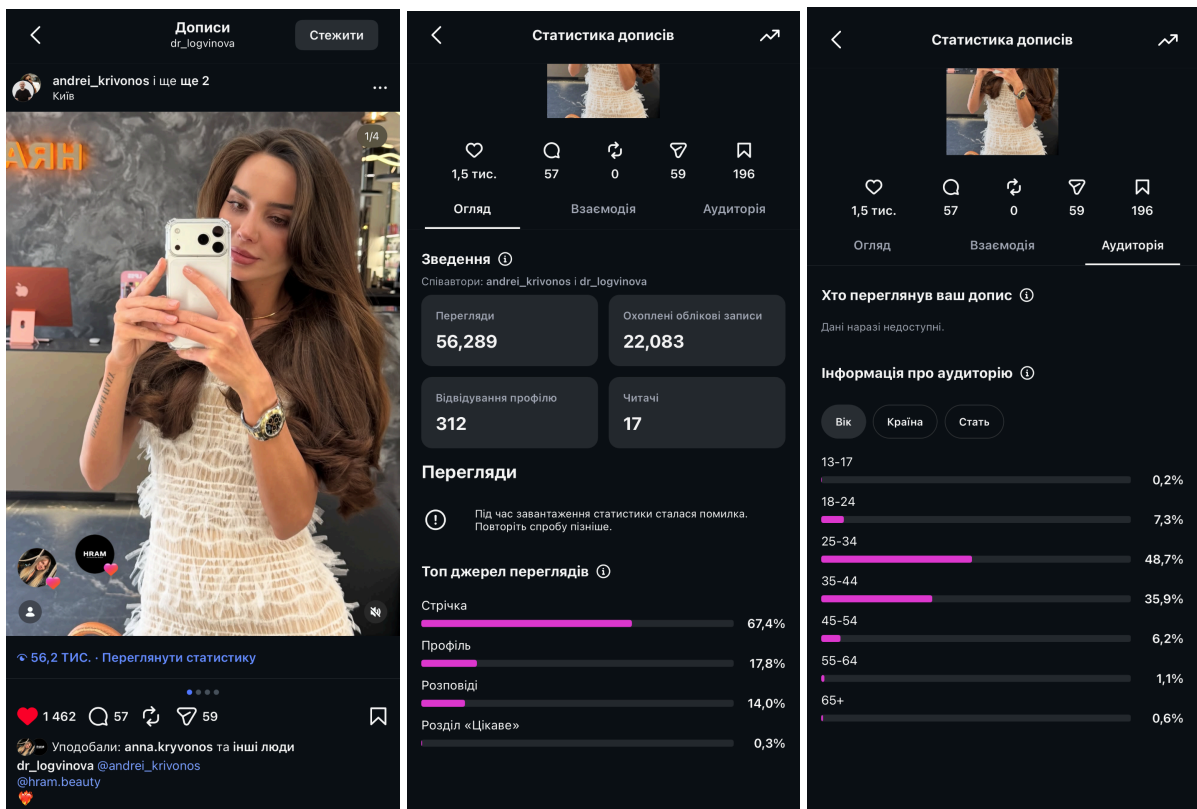 Дописи
dr_logvinova
Стежити
andrei_krivonos і ще ще 2
Київ
1/4
HRAM
56,2 ТИС. · Переглянути статистику
1 462
57
59
Уподобали: anna.kryvonos та інші люди
dr_logvinova @andrei_krivonos
@hram.beauty
Статистика дописів
1,5 тис.
57
0
59
196
Огляд
Взаємодія
Аудиторія
Зведення
Співавтори: andrei_krivonos і dr_logvinova
Перегляди
56,289
Охоплені облікові записи
22,083
Відвідування профілю
312
Читачі
17
Перегляди
Під час завантаження статистики сталася помилка.
Повторіть спробу пізніше.
Топ джерел переглядів
Стрічка
67,4%
Профіль
17,8%
Розповіді
14,0%
Розділ «Цікаве»
0,3%
Статистика дописів
1,5 тис.
57
0
59
196
Огляд
Взаємодія
Аудиторія
Хто переглянув ваш допис
Дані наразі недоступні.
Інформація про аудиторію
Вік
Країна
Стать
13-17
0,2%
18-24
7,3%
25-34
48,7%
35-44
35,9%
45-54
6,2%
55-64
1,1%
65+
0,6%